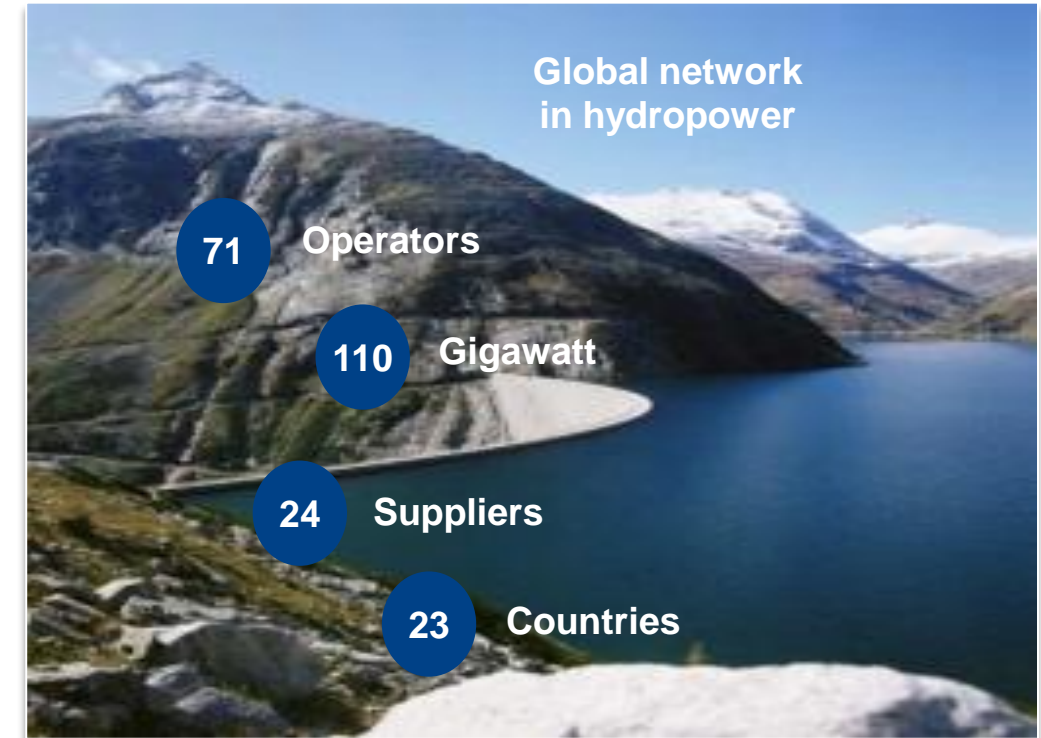 Global network
in hydropower
71 Operators
110 Gigawatt
24 Suppliers
23 Countries